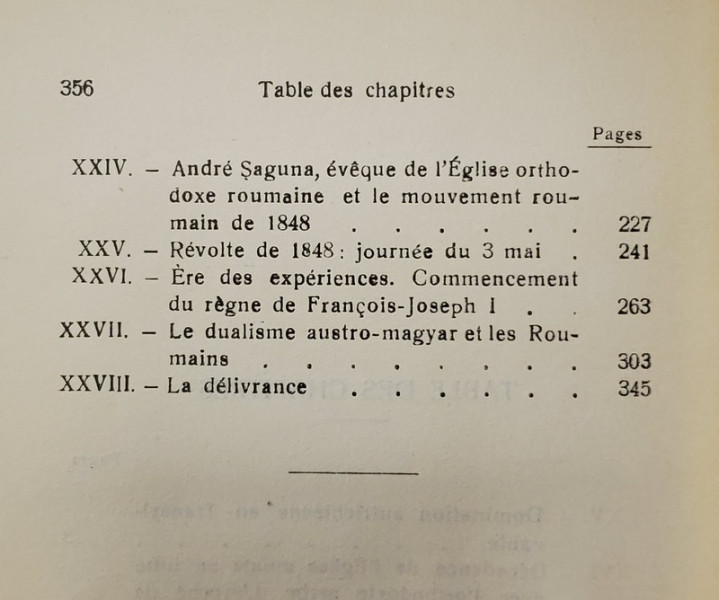 356 Table des chapitres
Pages
XXIV. — André Șaguna, évêque de l'Église ortho-
doxe roumaine et le mouvement rou-
main de 1848 . . . . . . 227
XXV. — Révolte de 1848 : journée du 3 mai . 241
XXVI. — Ère des expériences. Commencement
du règne de François-Joseph I . . 263
XXVII. — Le dualisme austro-magyar et les Rou-
mains . . . . . . . . 303
XXVIII. — La délivrance . . . . . . 345